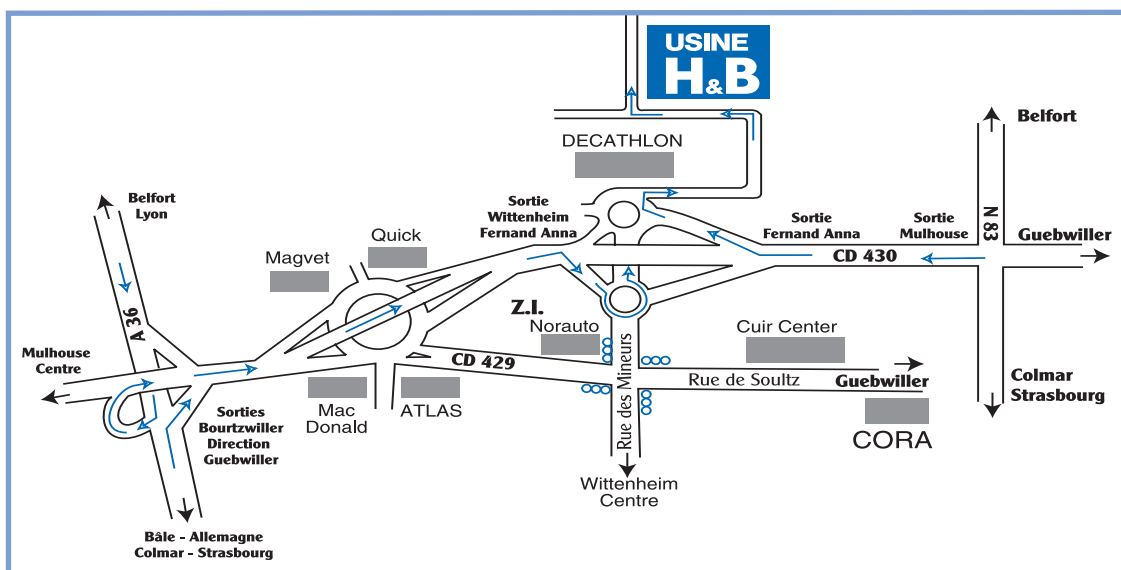 USINE
H&B
DECATHLON
Belfort
Belfort
Lyon
Sortie
Wittenheim
Fernand Anna
Sortie
Fernand Anna
Sortie
Mulhouse
N 83
Guebwiller
Quick
Magvet
CD 430
A 36
Z.I.
Norauto
Cuir Center
Mulhouse
Centre
CD 429
Rue des Mineurs
Rue de Soultz
Guebwiller
Colmar
Strasbourg
Mac
Donald
ATLAS
Sorties
Bourtzwiller
Direction
Guebwiller
CORA
Wittenheim
Centre
Bâle - Allemagne
Colmar - Strasbourg